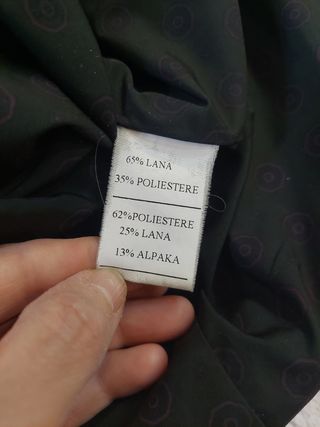 65% LANA
35% POLIESTERE
62%POLIESTERE
25% LANA
13% ALPAKA